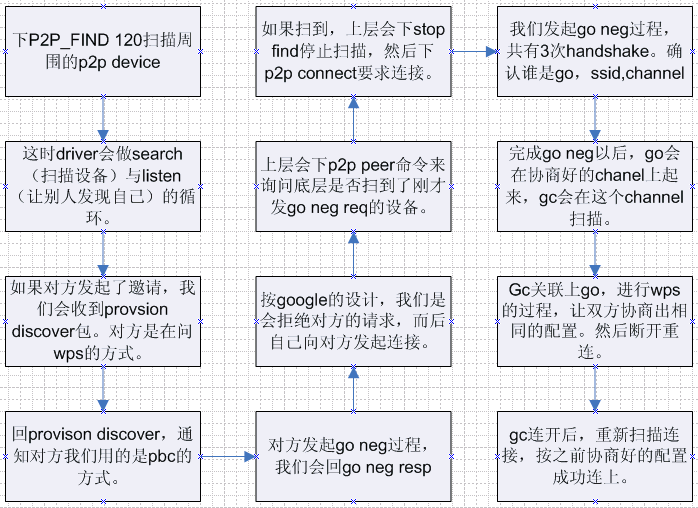 下P2P_FIND 120扫描周
围的p2p device
这时driver会做search
（扫描设备）与listen
（让别人发现自己）的循
环。
如果对方发起了邀请，我
们会收到provsion
discover包。对方是在问
wps的方式。
回provison discover，通
知对方我们用的是pbc的
方式。
对方发起go neg过程，
我们会回go neg resp
按google的设计，我们是
会拒绝对方的请求，而后
自己向对方发起连接。
上层会下p2p peer命令来
询问底层是否扫到了刚才
发go neg req的设备。
如果扫到，上层会下stop
find停止扫描，然后下
p2p connect要求连接。
我们发起go neg过程，
共有3次handshake。确
认谁是go，ssid,channel
完成go neg以后，go会
在协商好的chanel上起
来，gc会在这个channel
扫描。
Gc关联上go，进行wps
的过程，让双方协商出相
同的配置。然后断开重
连。
gc连开后，重新扫描连
接，按之前协商好的配置
成功连上。